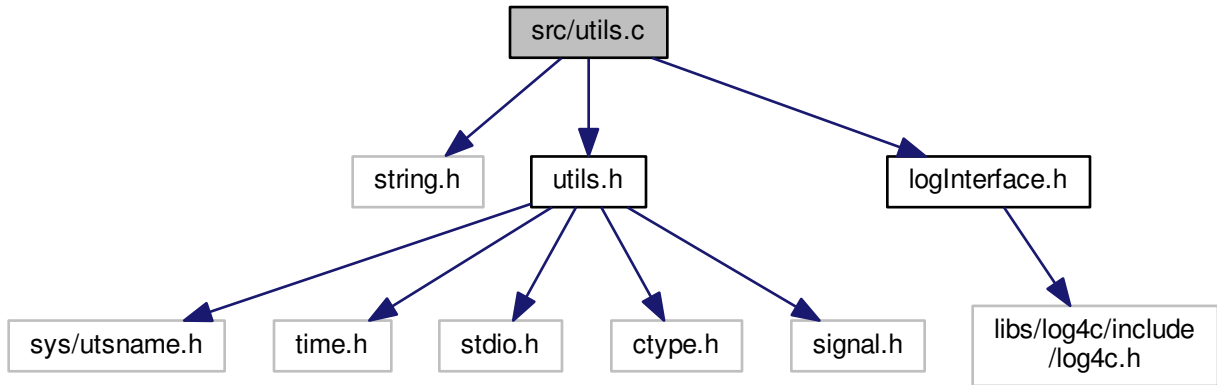 src/utils.c
string.h
utils.h
logInterface.h
sys/utsname.h
time.h
stdio.h
ctype.h
signal.h
libs/log4c/include
/log4c.h